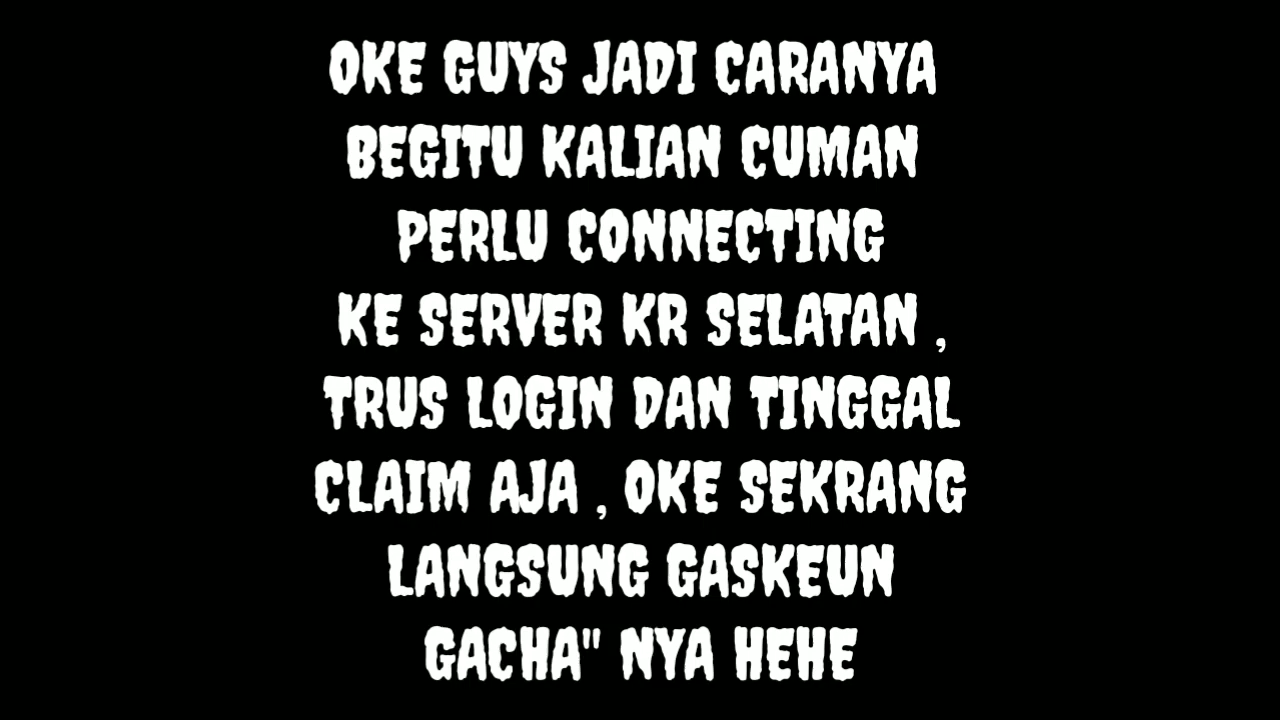 OKE GUYS JADI CARANYA
BEGITU KALIAN CUMAN
PERLU CONNECTING
KE SERVER KR SELATAN ,
TRUS LOGIN DAN TINGGAL
CLAIM AJA , OKE SEKRANG
LANGSUNG GASKEUN
GACHA" NYA HEHE